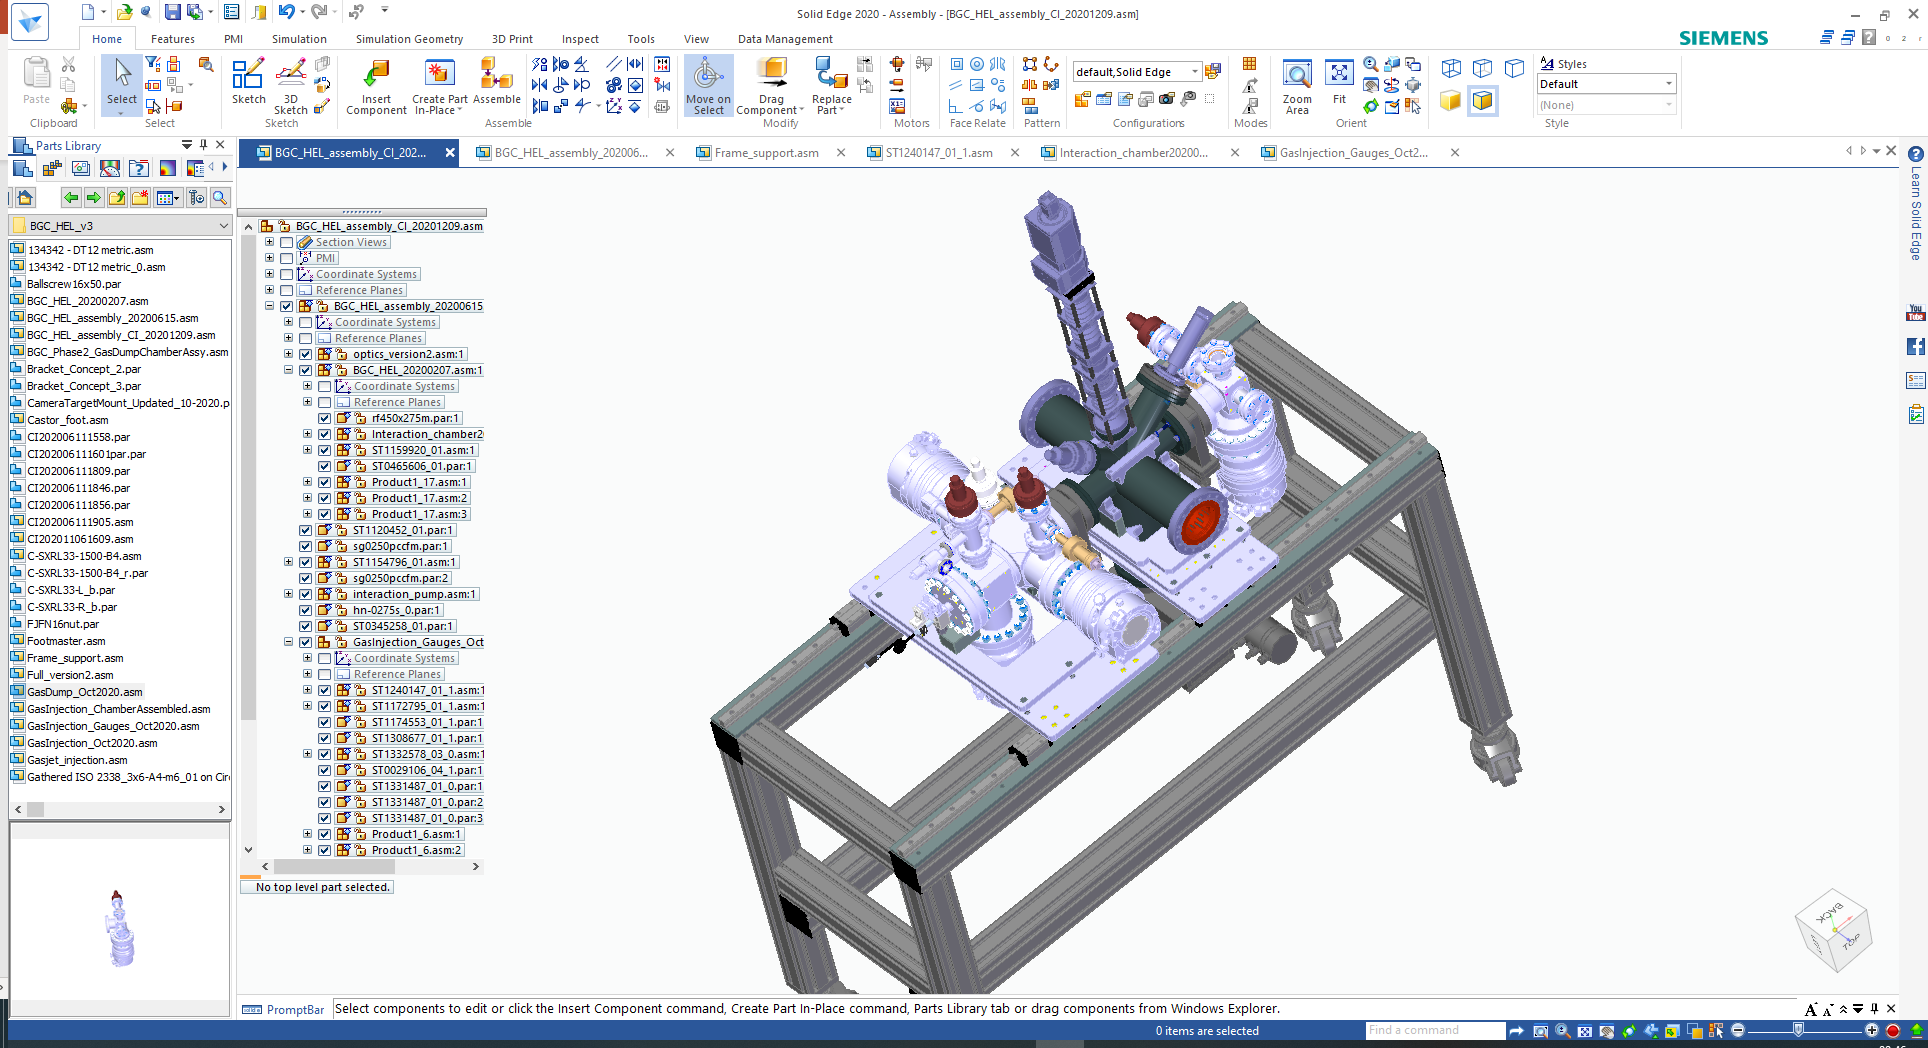 Solid Edge 2020 - Assembly - [BGC_HEL_assembly_CI_20201209.asm]
Home Features PMI Simulation Simulation Geometry 3D Print Inspect Tools View Data Management
SIEMENS
Paste
Clipboard
Select
Select
Sketch
3D Sketch
Sketch
Insert Component
Create Part In-Place
Assemble
Assemble
Move on Select
Drag Component
Replace Part
Modify
Motors
Face Relate
Pattern
default,Solid Edge
Configurations
Modes
Zoom Area
Fit
Orient
Styles
Default
(None)
Style
Parts Library
BGC_HEL_v3
134342 - DT12 metric.asm
134342 - DT12 metric_0.asm
Ballscrew16x50.par
BGC_HEL_20200207.asm
BGC_HEL_assembly_20200615.asm
BGC_HEL_assembly_CI_20201209.asm
BGC_Phase2_GasDumpChamberAssy.asm
Bracket_Concept_2.par
Bracket_Concept_3.par
CameraTargetMount_Updated_10-2020.p
Castor_foot.asm
CI202006111558.par
CI202006111601par.par
CI202006111809.par
CI202006111846.par
CI202006111856.par
CI202006111905.asm
CI202011061609.asm
C-SXRL33-1500-B4.asm
C-SXRL33-1500-B4_r.par
C-SXRL33-L_b.par
C-SXRL33-R_b.par
FJFN16nut.par
Footmaster.asm
Frame_support.asm
Full_version2.asm
GasDump_Oct2020.asm
GasInjection_ChamberAssembled.asm
GasInjection_Gauges_Oct2020.asm
GasInjection_Oct2020.asm
Gasjet_injection.asm
Gathered ISO 2338_3x6-A4-m6_01 on Cir
BGC_HEL_assembly_CI_202... BGC_HEL_assembly_202006... Frame_support.asm ST1240147_01_1.asm Interaction_chamber20200... GasInjection_Gauges_Oct2...
BGC_HEL_assembly_CI_20201209.asm
Section Views
PMI
Coordinate Systems
Reference Planes
BGC_HEL_assembly_20200615
Coordinate Systems
Reference Planes
optics_version2.asm:1
BGC_HEL_20200207.asm:1
Coordinate Systems
Reference Planes
rf450x275m.par:1
Interaction_chamber2
ST1159920_01.asm:1
ST0465606_01.par:1
Product1_17.asm:1
Product1_17.asm:2
Product1_17.asm:3
ST1120452_01.par:1
sg0250pccfm.par:1
ST1154796_01.asm:1
sg0250pccfm.par:2
interaction_pump.asm:1
hn-0275s_0.par:1
ST0345258_01.par:1
GasInjection_Gauges_Oct
Coordinate Systems
Reference Planes
ST1240147_01_1.asm:1
ST1172795_01_1.asm:1
ST1174553_01_1.par:1
ST1308677_01_1.par:1
ST1332578_03_0.asm:1
ST0029106_04_1.par:1
ST1331487_01_0.par:1
ST1331487_01_0.par:2
ST1331487_01_0.par:3
Product1_6.asm:1
Product1_6.asm:2
No top level part selected.
Learn Solid Edge
You Tube
BACK
TOP
PromptBar
Select components to edit or click the Insert Component command, Create Part In-Place command, Parts Library tab or drag components from Windows Explorer.
0 items are selected
Find a command